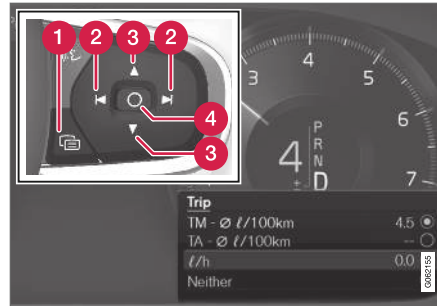 1 2 3 2
4
3
3 4 5 6 7
4
±
P
R
N
D
Trip
TM - Ø ℓ/100km 4.5
TA - Ø ℓ/100km --
ℓ/h 0.0
Neither
G062155